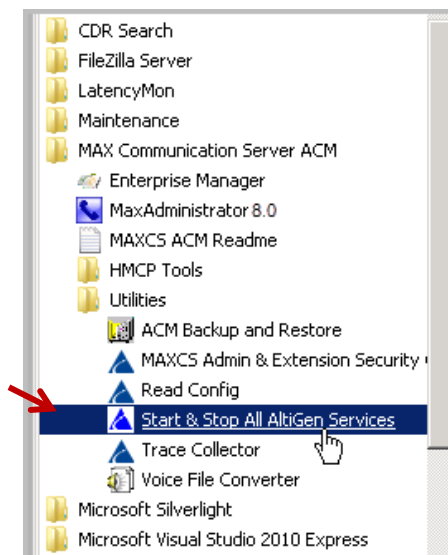 CDR Search
FileZilla Server
LatencyMon
Maintenance
MAX Communication Server ACM
Enterprise Manager
MaxAdministrator 8.0
MAXCS ACM Readme
HMCP Tools
Utilities
ACM Backup and Restore
MAXCS Admin & Extension Security
Read Config
Start & Stop All AltiGen Services
Trace Collector
Voice File Converter
Microsoft Silverlight
Microsoft Visual Studio 2010 Express